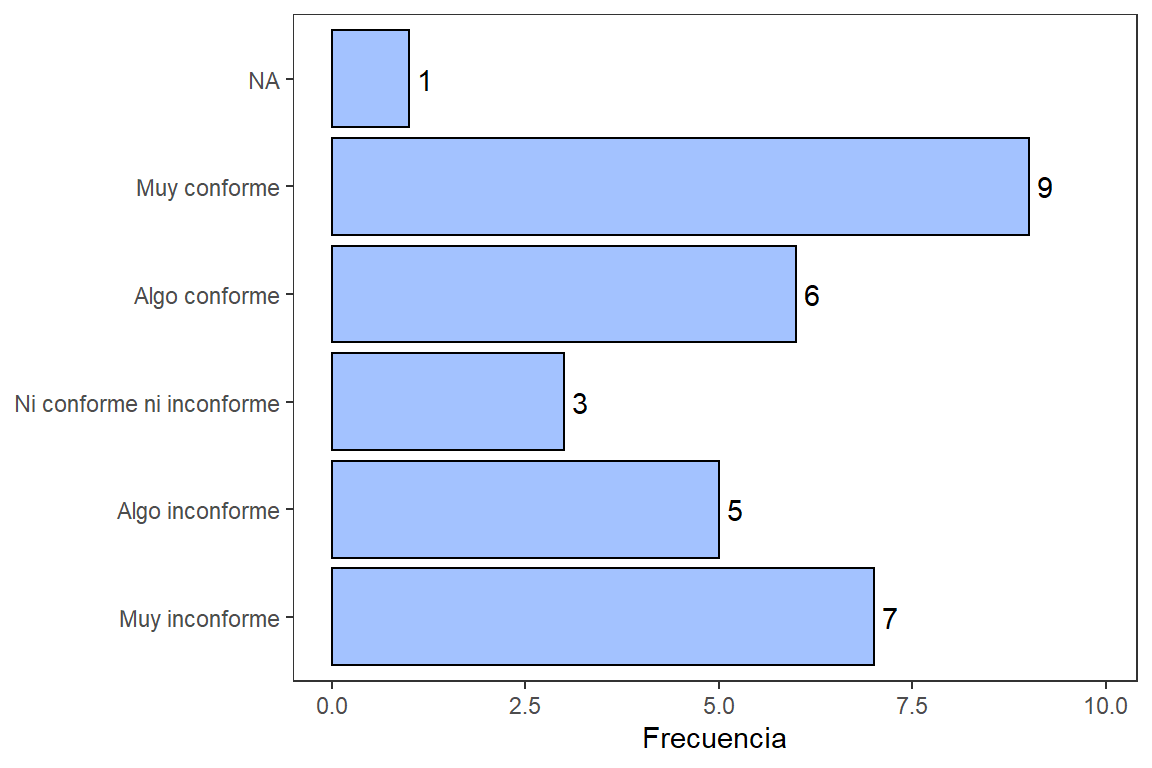 NA
1
Muy conforme
9
Algo conforme
6
Ni conforme ni inconforme
3
Algo inconforme
5
Muy inconforme
7
0.0 2.5 5.0 7.5 10.0
Frecuencia